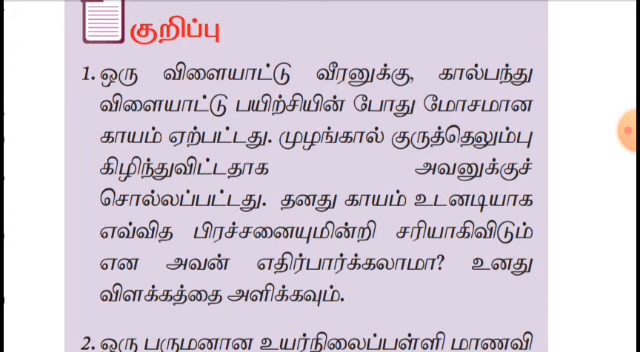 குறிப்பு
1. ஒரு விளையாட்டு வீரனுக்கு, கால்பந்து
விளையாட்டு பயிற்சியின் போது மோசமான
காயம் ஏற்பட்டது. முழங்கால் குருத்தெலும்பு
கிழிந்துவிட்டதாக அவனுக்குச்
சொல்லப்பட்டது. தனது காயம் உடனடியாக
எவ்வித பிரச்சனையுமின்றி சரியாகிவிடும்
என அவன் எதிர்பார்க்கலாமா? உனது
விளக்கத்தை அளிக்கவும்.
2. ஒரு பருமனான உயர்நிலைப்பள்ளி மாணவி